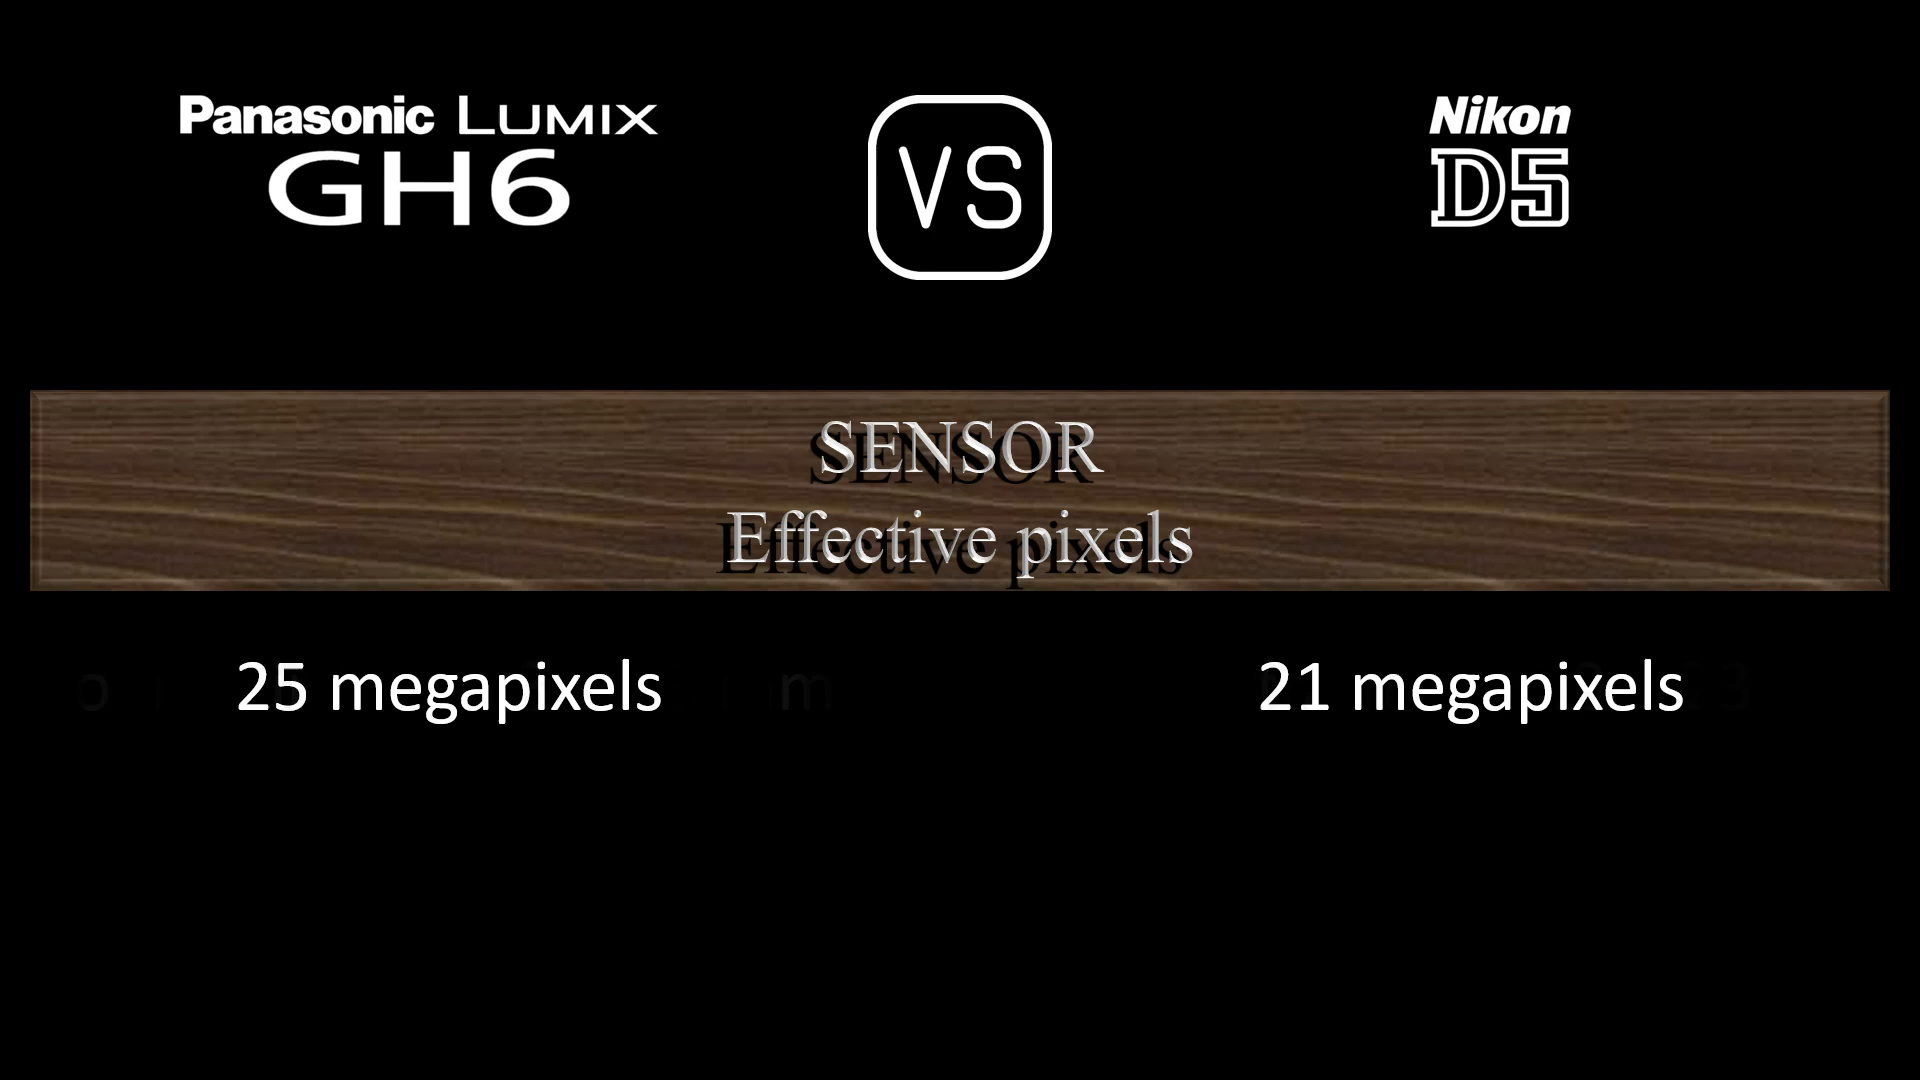 Panasonic LUMIX
GH6
VS
Nikon
D5
SENSOR
Effective pixels
25 megapixels
21 megapixels